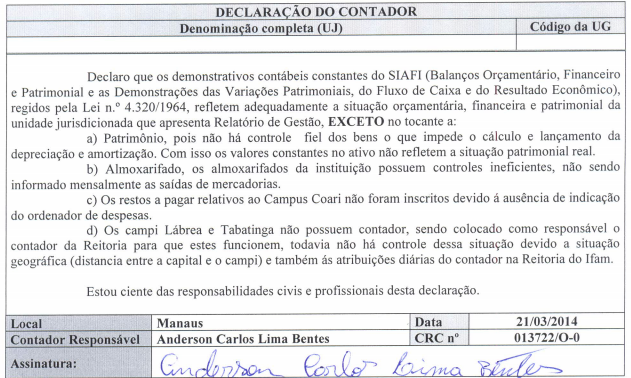 DECLARAÇÃO DO CONTADOR
Denominação completa (UJ) Código da UG
Declaro que os demonstrativos contábeis constantes do SIAFI (Balanços Orçamentário, Financeiro
e Patrimonial e as Demonstrações das Variações Patrimoniais, do Fluxo de Caixa e do Resultado Econômico),
regidos pela Lei n.º 4.320/1964, refletem adequadamente a situação orçamentária, financeira e patrimonial da
unidade jurisdicionada que apresenta Relatório de Gestão, EXCETO no tocante a:
a) Patrimônio, pois não há controle fiel dos bens o que impede o cálculo e lançamento da
depreciação e amortização. Com isso os valores constantes no ativo não refletem a situação patrimonial real.
b) Almoxarifado, os almoxarifados da instituição possuem controles ineficientes, não sendo
informado mensalmente as saídas de mercadorias.
c) Os restos a pagar relativos ao Campus Coari não foram inscritos devido á ausência de indicação
do ordenador de despesas.
d) Os campi Lábrea e Tabatinga não possuem contador, sendo colocado como responsável o
contador da Reitoria para que estes funcionem, todavia não há controle dessa situação devido a situação
geográfica (distancia entre a capital e o campi) e também ás atribuições diárias do contador na Reitoria do Ifam.
Estou ciente das responsabilidades civis e profissionais desta declaração.
Local Manaus Data 21/03/2014
Contador Responsável Anderson Carlos Lima Bentes CRC nº 013722/O-0
Assinatura: Anderson Carlos Lima Bentes